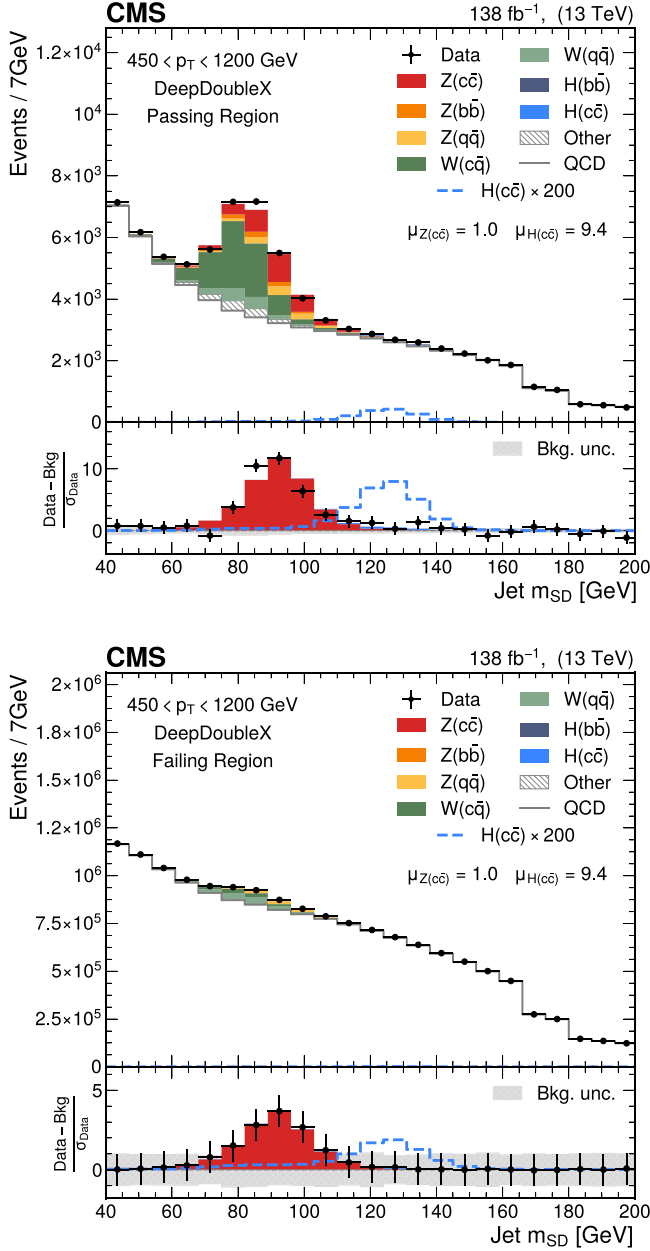 CMS 138 fb⁻¹, (13 TeV)
Events / 7GeV
1.2×10⁴
10⁴
8×10³
6×10³
4×10³
2×10³
0
450 < p_T < 1200 GeV
DeepDoubleX
Passing Region
Data
Z(cc̄)
Z(bb̄)
Z(qq̄)
W(cq̄)
W(qq̄)
H(bb̄)
H(cc̄)
Other
QCD
H(cc̄) × 200
μ_Z(cc̄) = 1.0 μ_H(cc̄) = 9.4
Data − Bkg
σ_Data
10
0
Bkg. unc.
40 60 80 100 120 140 160 180 200
Jet m_SD [GeV]
CMS 138 fb⁻¹, (13 TeV)
Events / 7GeV
2×10⁶
1.8×10⁶
1.5×10⁶
1.2×10⁶
10⁶
7.5×10⁵
5×10⁵
2.5×10⁵
0
450 < p_T < 1200 GeV
DeepDoubleX
Failing Region
Data
Z(cc̄)
Z(bb̄)
Z(qq̄)
W(cq̄)
W(qq̄)
H(bb̄)
H(cc̄)
Other
QCD
H(cc̄) × 200
μ_Z(cc̄) = 1.0 μ_H(cc̄) = 9.4
Data − Bkg
σ_Data
5
0
Bkg. unc.
40 60 80 100 120 140 160 180 200
Jet m_SD [GeV]